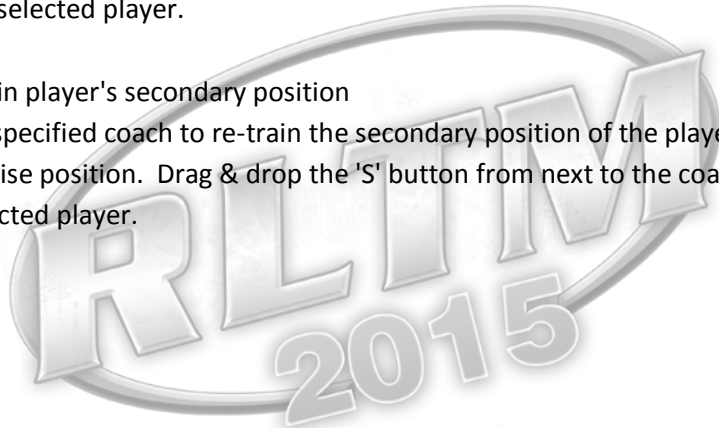 selected player.
in player's secondary position
specified coach to re-train the secondary position of the playe
ise position. Drag & drop the 'S' button from next to the coa
cted player.
RLTM
2015